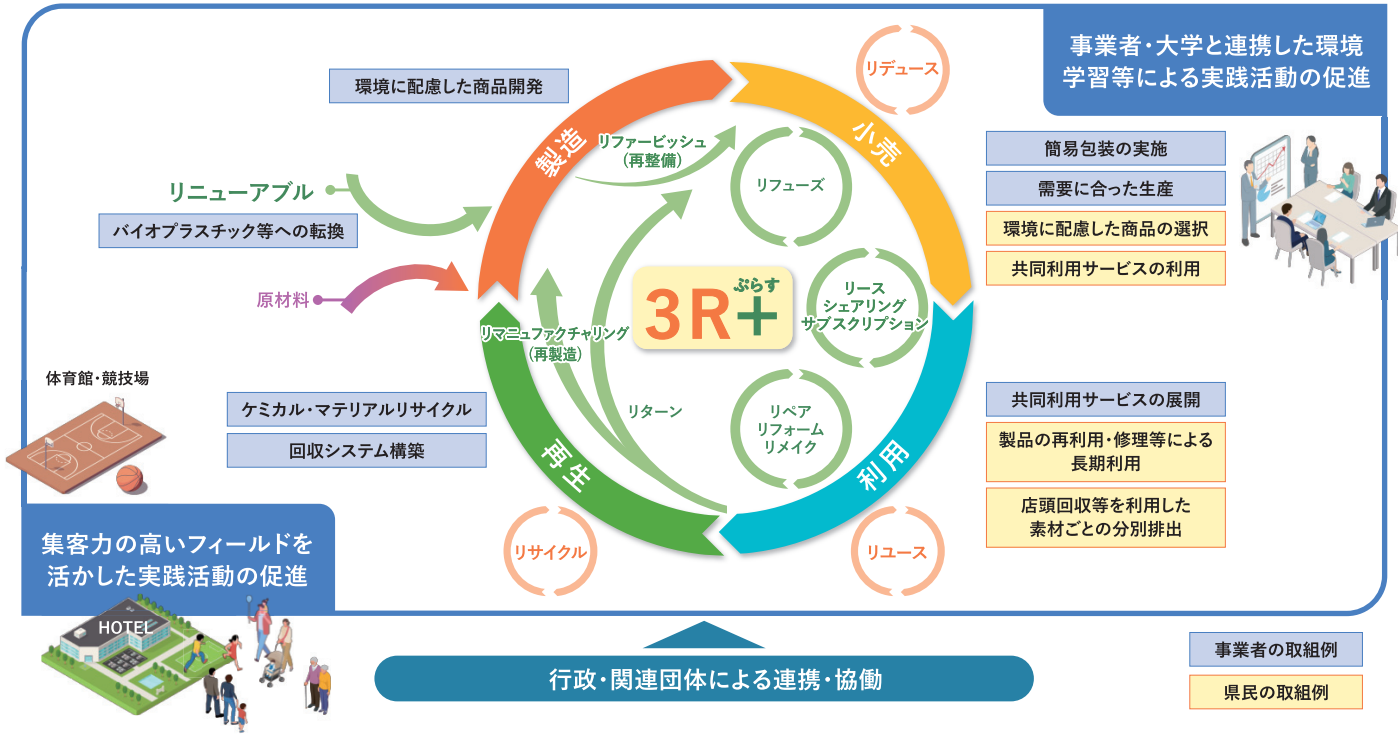 事業者・大学と連携した環境
学習等による実践活動の促進
リデュース
環境に配慮した商品開発
製造
小売
リファービッシュ
(再整備)
リフューズ
簡易包装の実施
需要に合った生産
環境に配慮した商品の選択
共同利用サービスの利用
リニューアブル
バイオプラスチック等への転換
原材料
ぷらす
3R+
リース
シェアリング
サブスクリプション
リマニュファクチャリング
(再製造)
体育館・競技場
ケミカル・マテリアルリサイクル
回収システム構築
リターン
リペア
リフォーム
リメイク
共同利用サービスの展開
製品の再利用・修理等による
長期利用
店頭回収等を利用した
素材ごとの分別排出
再生
利用
リサイクル
リユース
集客力の高いフィールドを
活かした実践活動の促進
HOTEL
行政・関連団体による連携・協働
事業者の取組例
県民の取組例